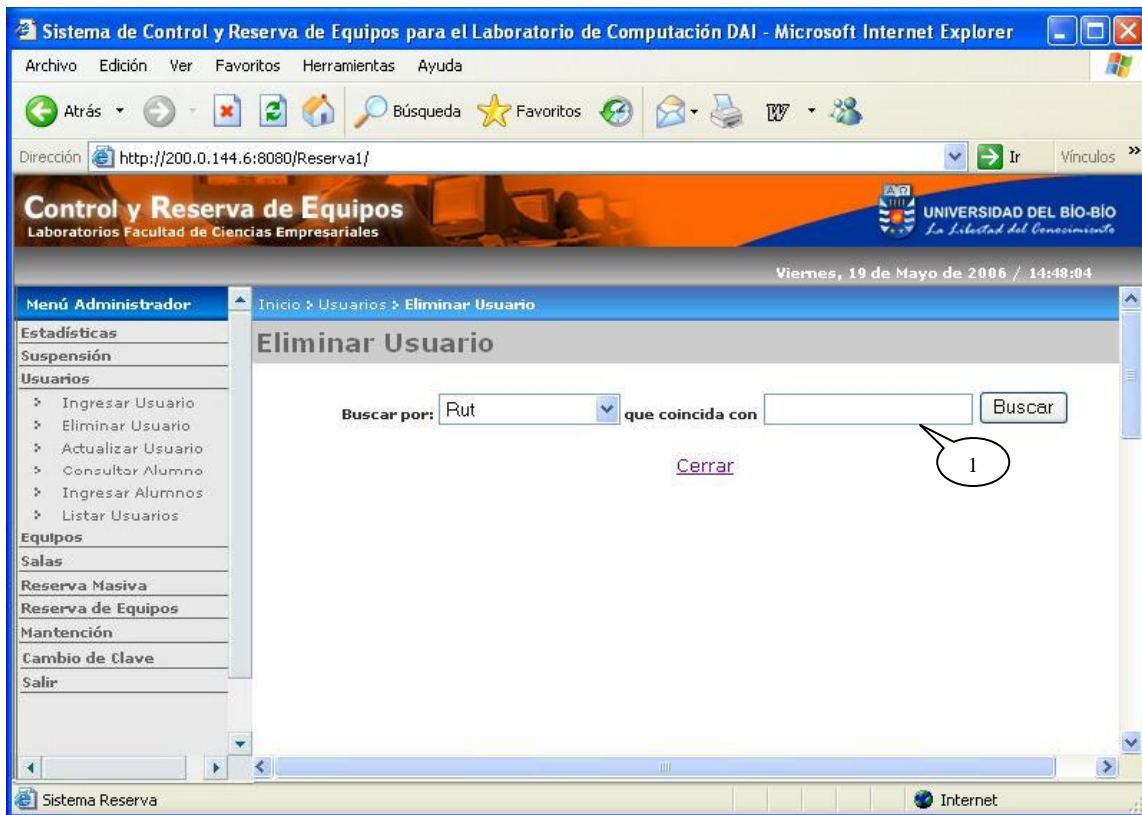 Sistema de Control y Reserva de Equipos para el Laboratorio de Computación DAI - Microsoft Internet Explorer
Archivo Edición Ver Favoritos Herramientas Ayuda
Atrás Búsqueda Favoritos
Dirección http://200.0.144.6:8080/Reserva1/ Ir Vínculos »
Control y Reserva de Equipos
Laboratorios Facultad de Ciencias Empresariales
UNIVERSIDAD DEL BÍO-BÍO
La Libertad del Conocimiento
Viernes, 19 de Mayo de 2006 / 14:48:04
Menú Administrador
Estadísticas
Suspensión
Usuarios
Ingresar Usuario
Eliminar Usuario
Actualizar Usuario
Consultar Alumno
Ingresar Alumnos
Listar Usuarios
Equipos
Salas
Reserva Masiva
Reserva de Equipos
Mantención
Cambio de Clave
Salir
Inicio > Usuarios > Eliminar Usuario
Eliminar Usuario
Buscar por: Rut que coincida con Buscar
1
Cerrar
Sistema Reserva Internet